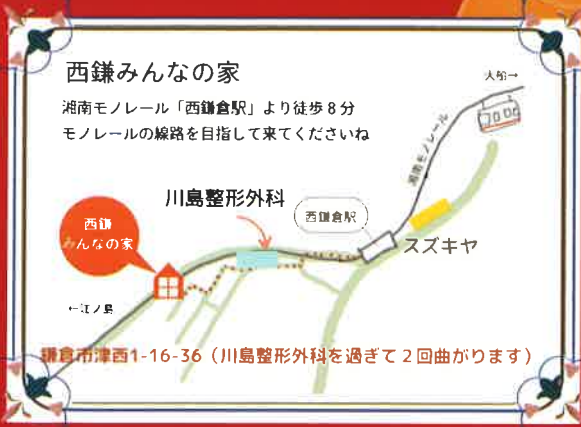 西鎌みんなの家
湘南モノレール「西鎌倉駅」より徒歩８分
モノレールの線路を目指して来てくださいね
大船→
湘南モノレール
川島整形外科
西鎌倉駅
スズキヤ
西鎌
みんなの家
←江ノ島
鎌倉市津西1-16-36（川島整形外科を過ぎて２回曲がります）